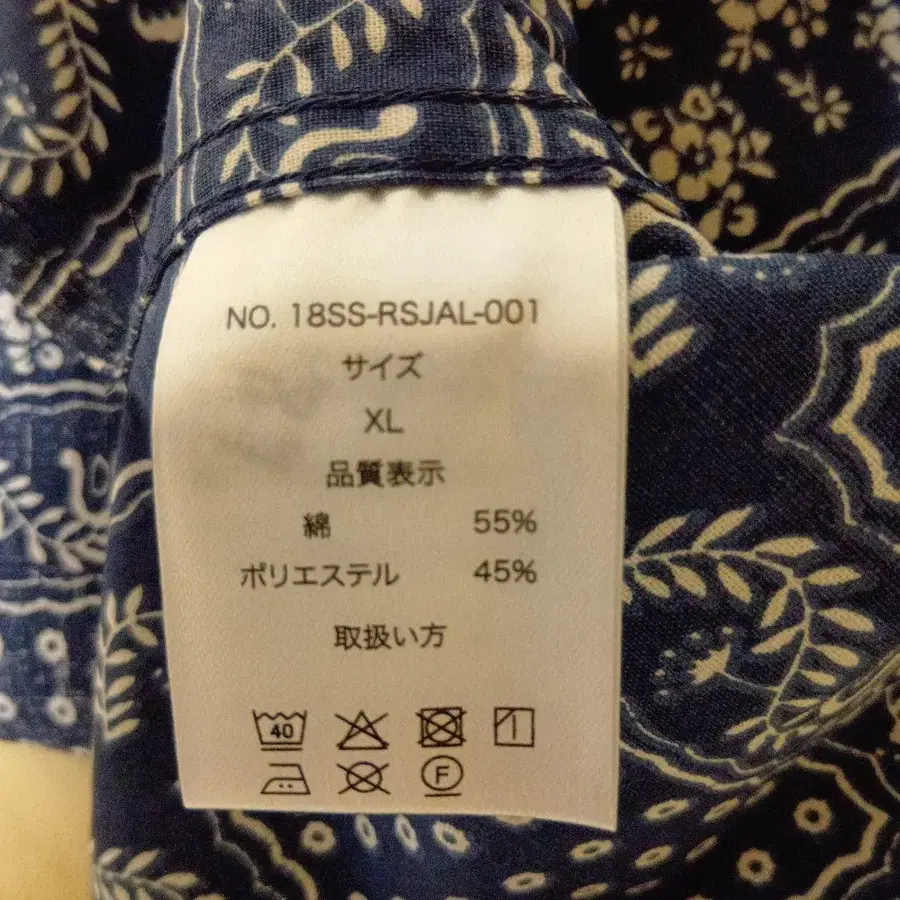 NO. 18SS-RSJAL-001
サイズ
XL
品質表示
綿 55%
ポリエステル 45%
取扱い方
40
F